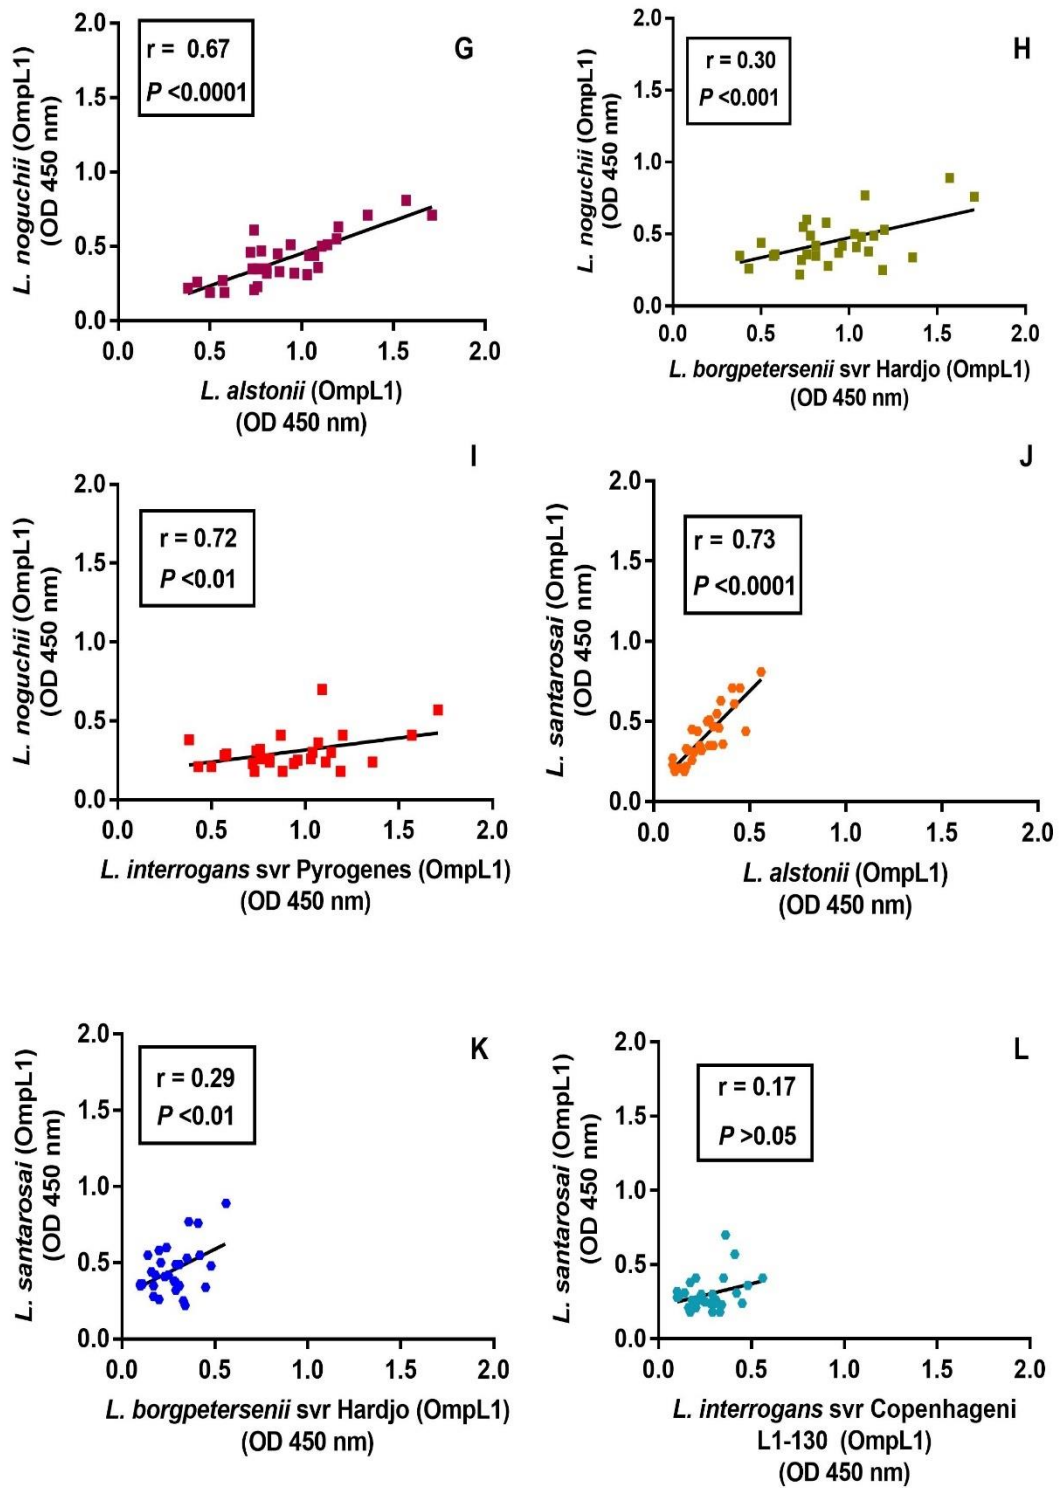 G
r = 0.67
P <0.0001
L. noguchii (OmpL1)
(OD 450 nm)
2.0
1.5
1.0
0.5
0.0
0.0 0.5 1.0 1.5 2.0
L. alstonii (OmpL1)
(OD 450 nm)
H
r = 0.30
P <0.001
L. noguchii (OmpL1)
(OD 450 nm)
2.0
1.5
1.0
0.5
0.0
0.0 0.5 1.0 1.5 2.0
L. borgpetersenii svr Hardjo (OmpL1)
(OD 450 nm)
I
r = 0.72
P <0.01
L. noguchii (OmpL1)
(OD 450 nm)
2.0
1.5
1.0
0.5
0.0
0.0 0.5 1.0 1.5 2.0
L. interrogans svr Pyrogenes (OmpL1)
(OD 450 nm)
J
r = 0.73
P <0.0001
L. santarosai (OmpL1)
(OD 450 nm)
2.0
1.5
1.0
0.5
0.0
0.0 0.5 1.0 1.5 2.0
L. alstonii (OmpL1)
(OD 450 nm)
K
r = 0.29
P <0.01
L. santarosai (OmpL1)
(OD 450 nm)
2.0
1.5
1.0
0.5
0.0
0.0 0.5 1.0 1.5 2.0
L. borgpetersenii svr Hardjo (OmpL1)
(OD 450 nm)
L
r = 0.17
P >0.05
L. santarosai (OmpL1)
(OD 450 nm)
2.0
1.5
1.0
0.5
0.0
0.0 0.5 1.0 1.5 2.0
L. interrogans svr Copenhageni
L1-130 (OmpL1)
(OD 450 nm)